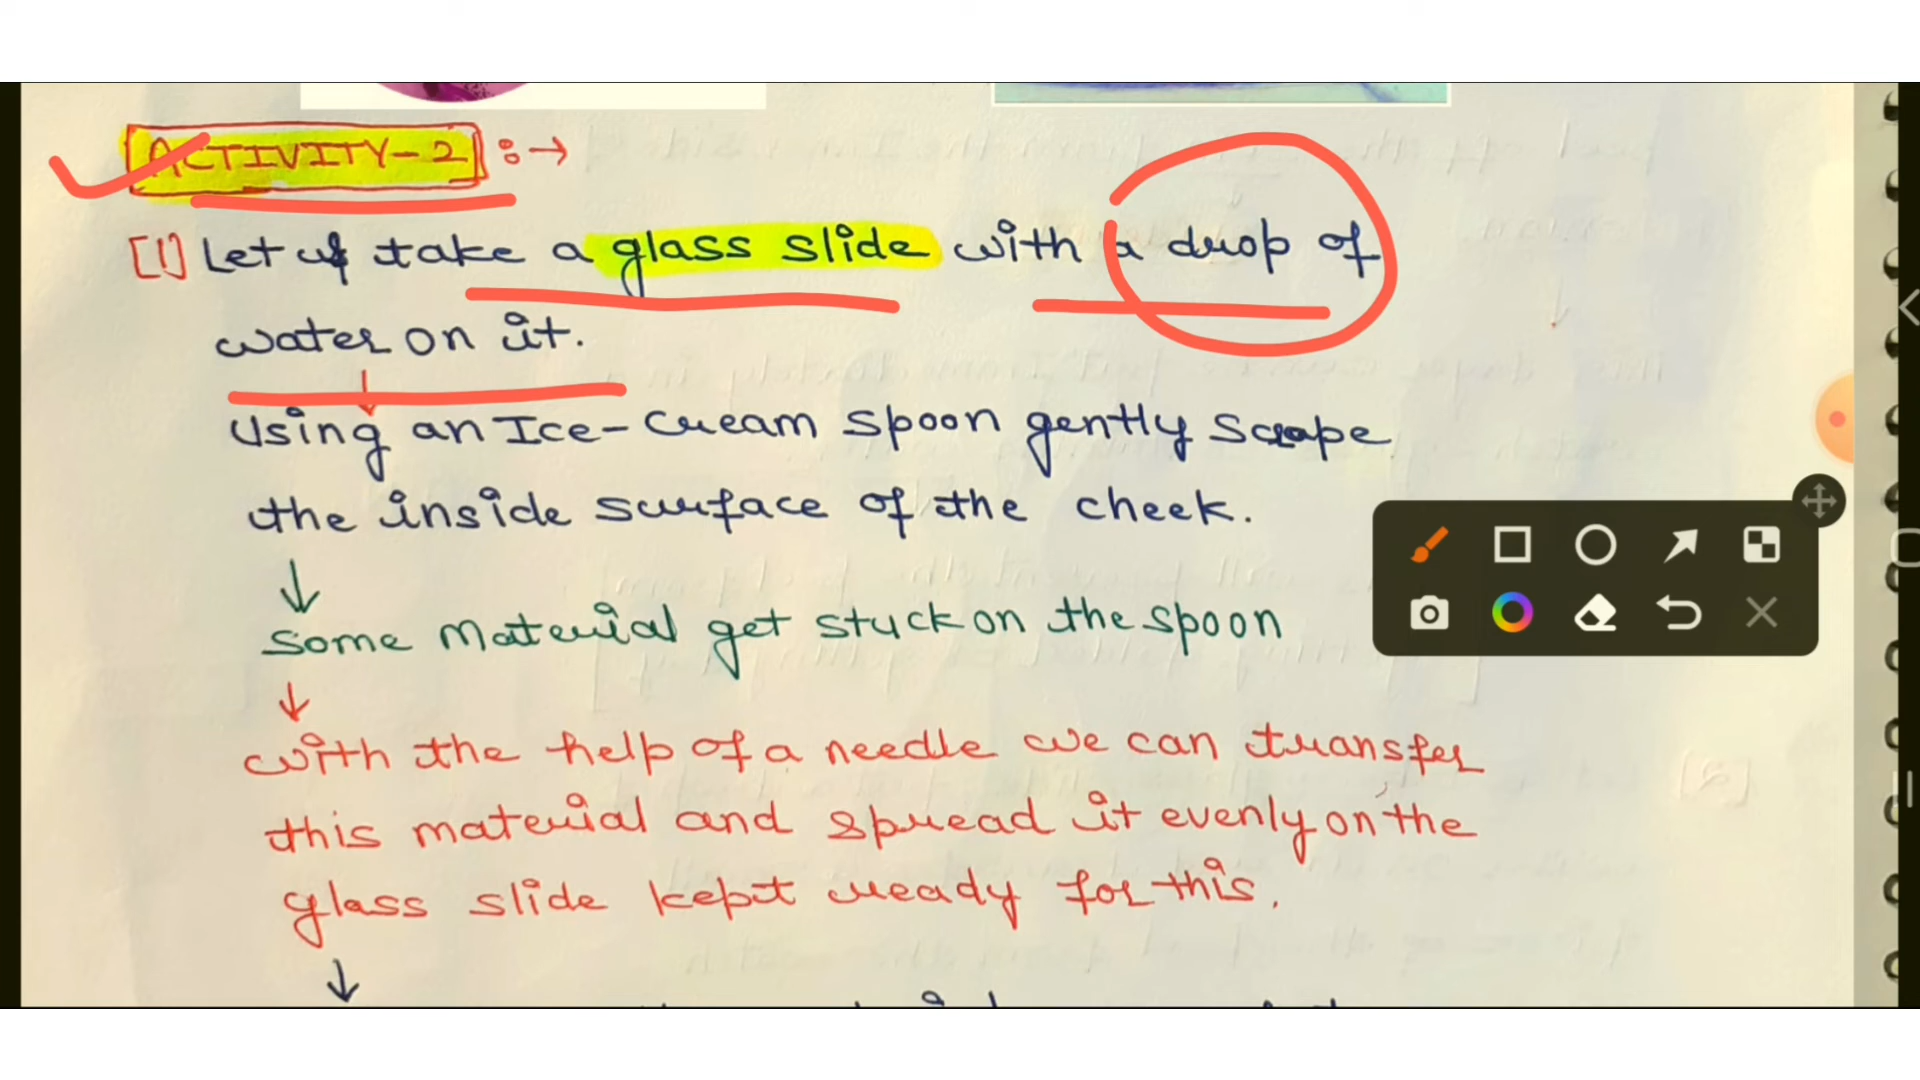 ACTIVITY-2 :→
[1] Let us take a glass slide with a drop of
water on it.
↓
Using an Ice-cream spoon gently scrape
the inside surface of the cheek.
↓
Some material get stuck on the spoon
↓
with the help of a needle we can transfer
this material and spread it evenly on the
glass slide kept ready for this.
↓